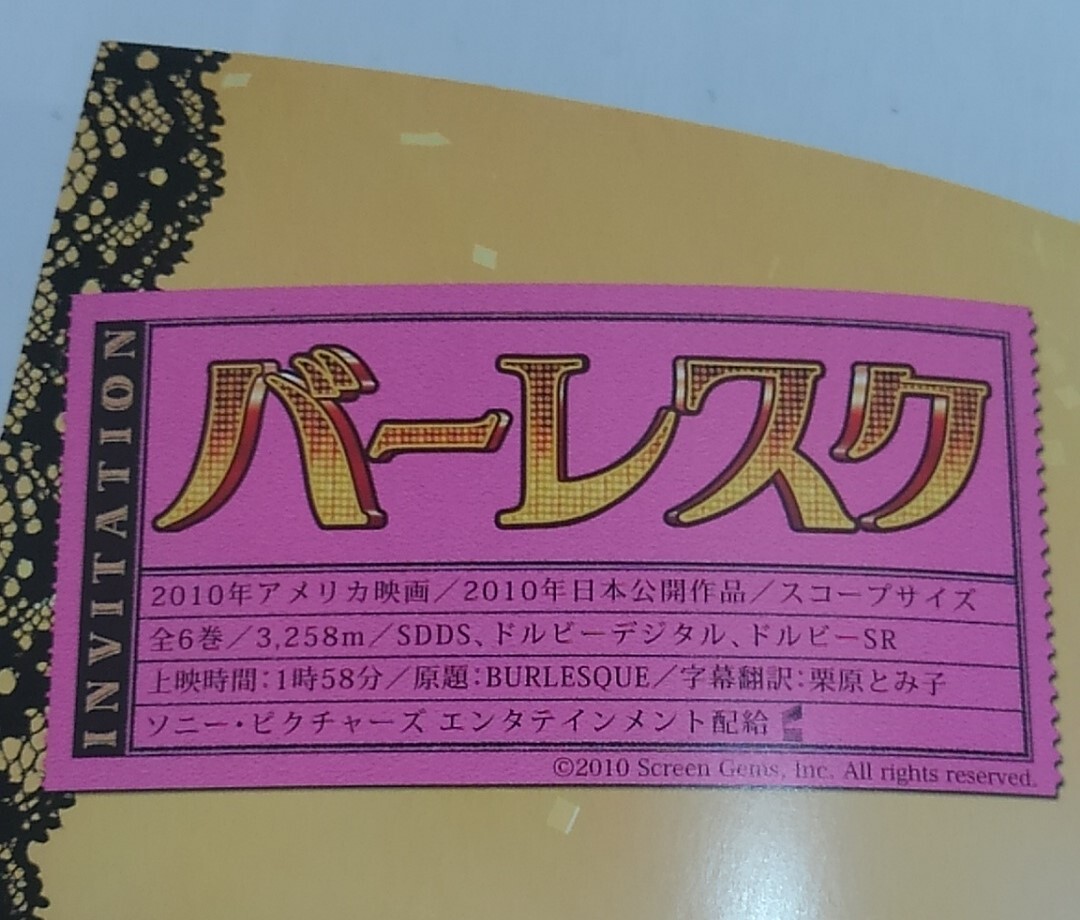 INVITATION
バーレスク
2010年アメリカ映画／2010年日本公開作品／スコープサイズ
全6巻／3,258m／SDDS、ドルビーデジタル、ドルビーSR
上映時間：1時58分／原題：BURLESQUE／字幕翻訳：栗原とみ子
ソニー・ピクチャーズ エンタテインメント配給
©2010 Screen Gems, Inc. All rights reserved.